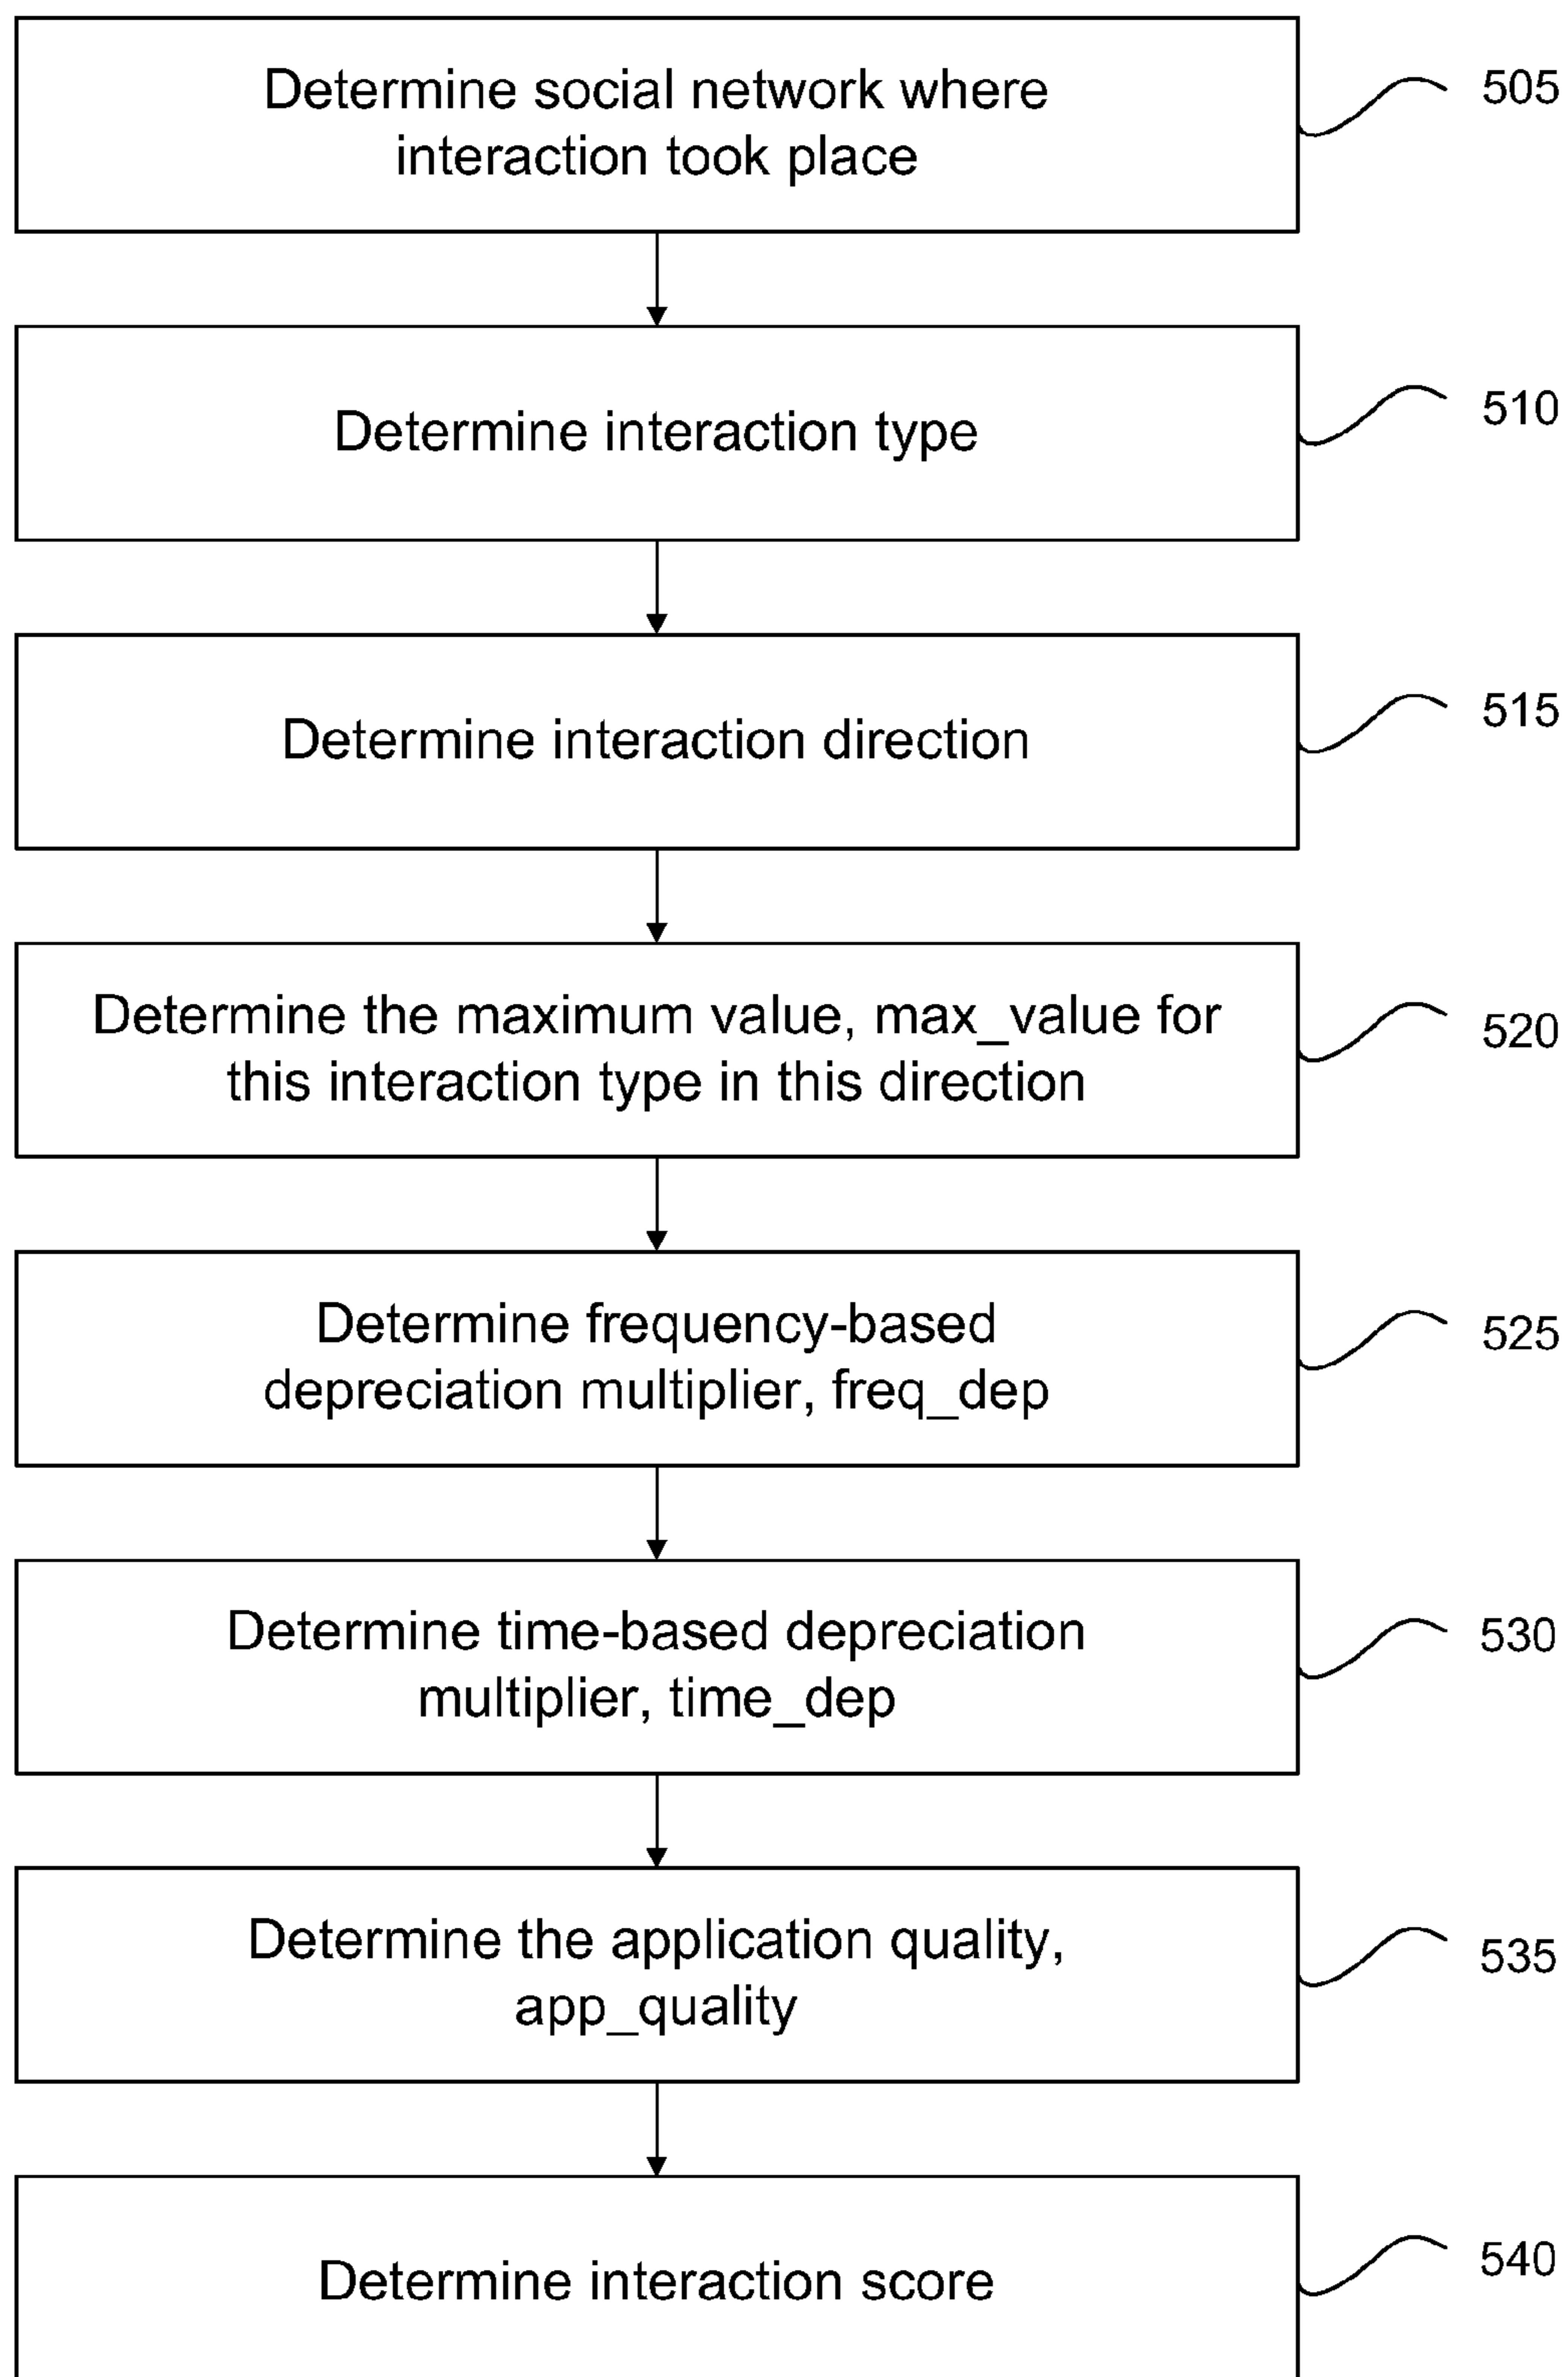 Determine social network where
interaction took place
505
Determine interaction type
510
Determine interaction direction
515
Determine the maximum value, max_value for
this interaction type in this direction
520
Determine frequency-based
depreciation multiplier, freq_dep
525
Determine time-based depreciation
multiplier, time_dep
530
Determine the application quality,
app_quality
535
Determine interaction score
540